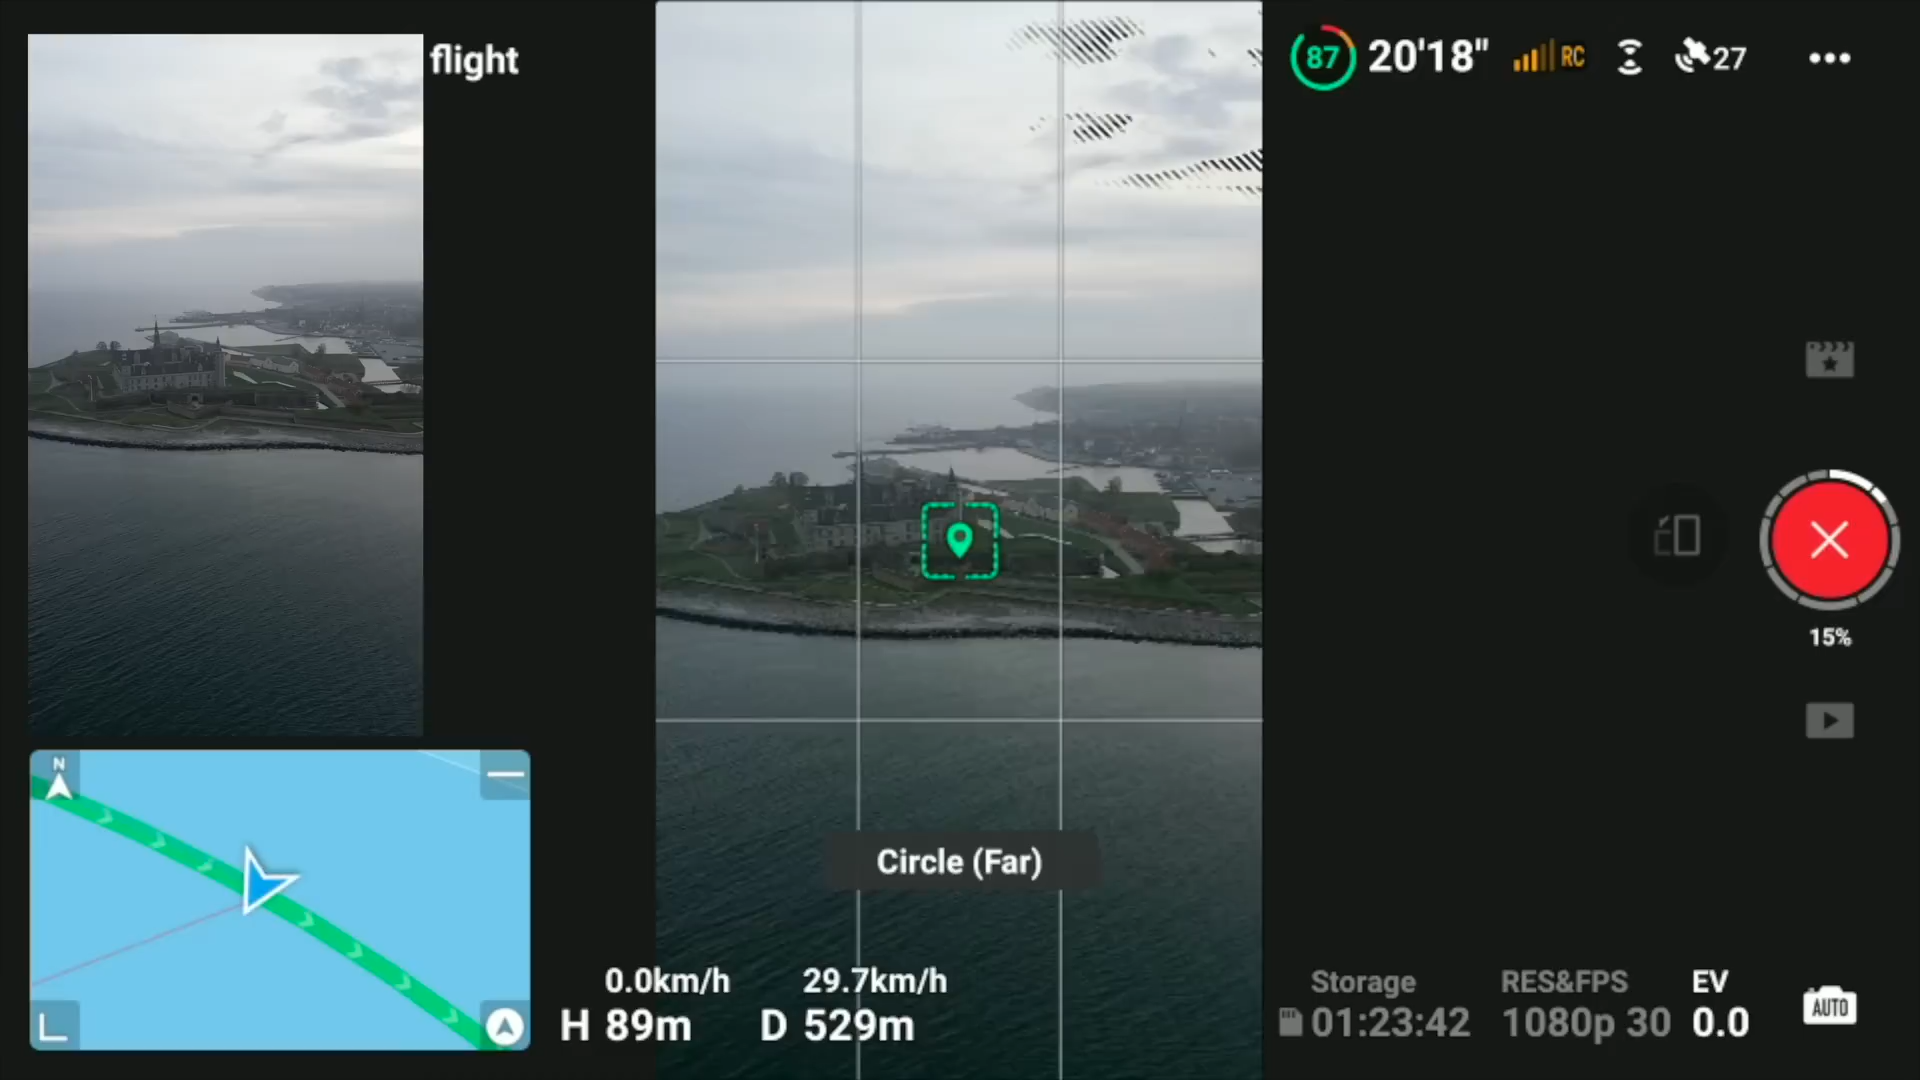 flight
87 20'18" RC 27
15%
N
Circle (Far)
0.0km/h 29.7km/h
H 89m D 529m
Storage RES&FPS EV
01:23:42 1080p 30 0.0
AUTO